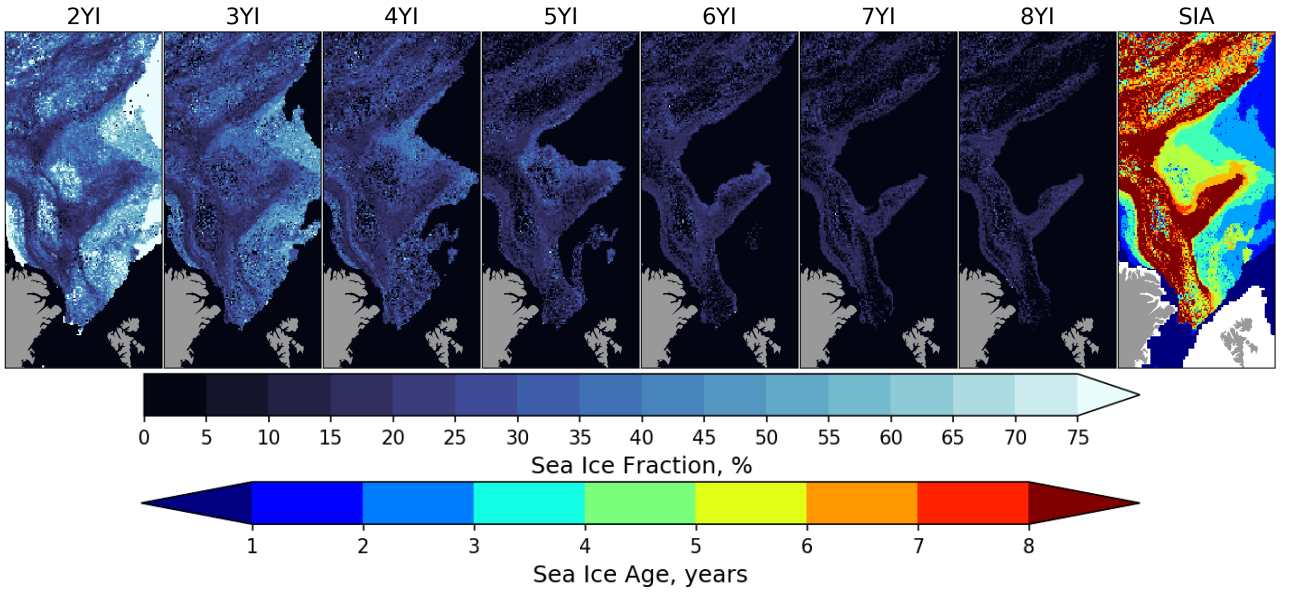 2YI 3YI 4YI 5YI 6YI 7YI 8YI SIA
0 5 10 15 20 25 30 35 40 45 50 55 60 65 70 75
Sea Ice Fraction, %
1 2 3 4 5 6 7 8
Sea Ice Age, years